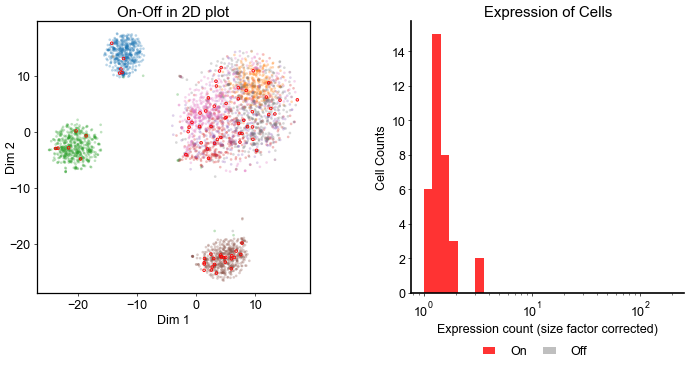 On-Off in 2D plot
Dim 2
10
0
−10
−20
−20
−10
0
10
Dim 1
Expression of Cells
Cell Counts
14
12
10
8
6
4
2
0
10⁰
10¹
10²
Expression count (size factor corrected)
On
Off